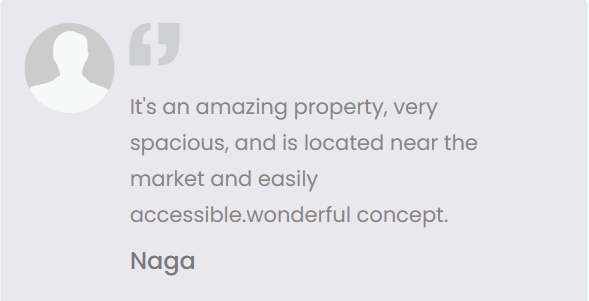 It's an amazing property, very
spacious, and is located near the
market and easily
accessible.wonderful concept.
Naga